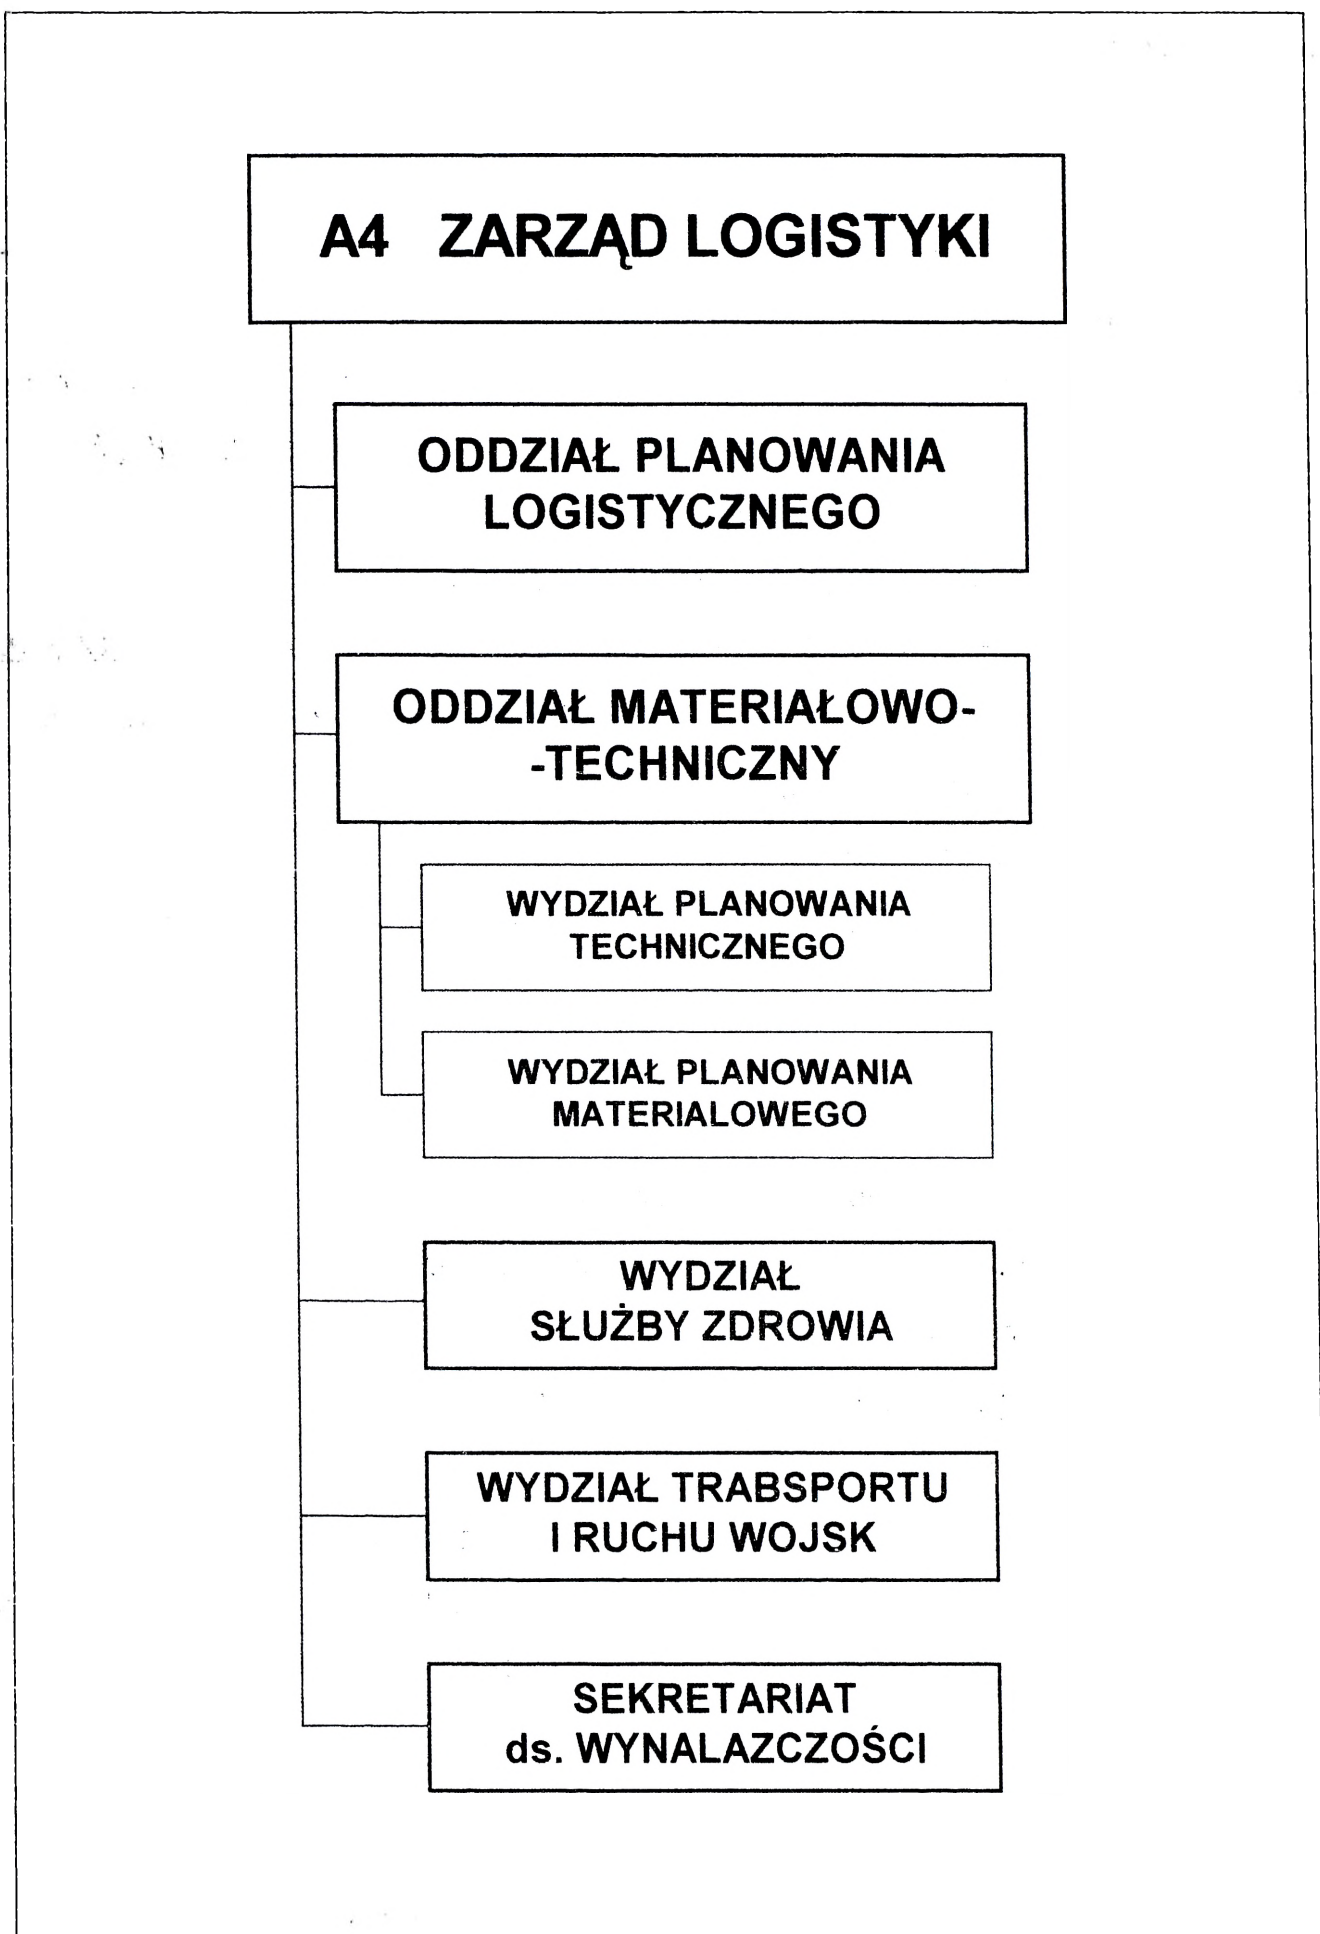 A4 ZARZĄD LOGISTYKI
ODDZIAŁ PLANOWANIA
LOGISTYCZNEGO
ODDZIAŁ MATERIAŁOWO-
-TECHNICZNY
WYDZIAŁ PLANOWANIA
TECHNICZNEGO
WYDZIAŁ PLANOWANIA
MATERIALOWEGO
WYDZIAŁ
SŁUŻBY ZDROWIA
WYDZIAŁ TRABSPORTU
I RUCHU WOJSK
SEKRETARIAT
ds. WYNALAZCZOŚCI